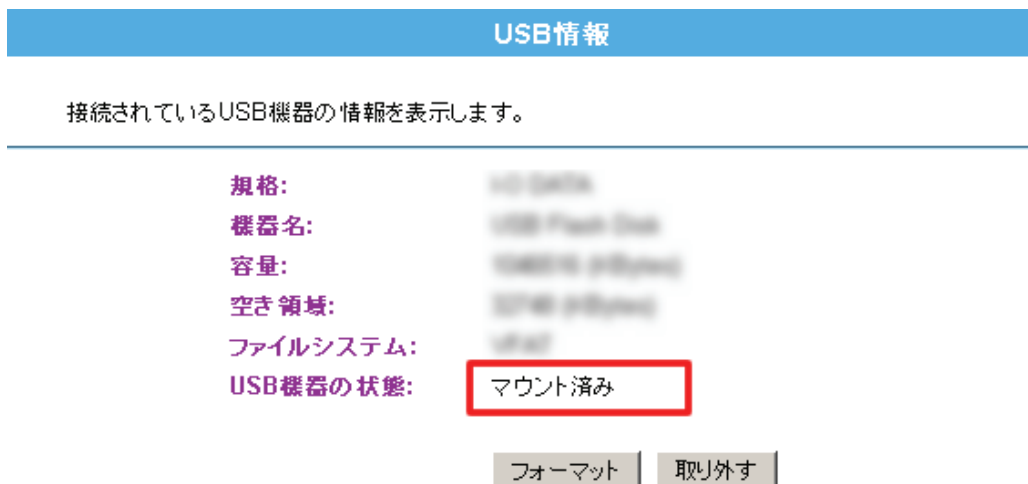 USB情報
接続されているUSB機器の情報を表示します。
規格:
機器名:
容量:
空き領域:
ファイルシステム:
USB機器の状態: マウント済み
フォーマット 取り外す